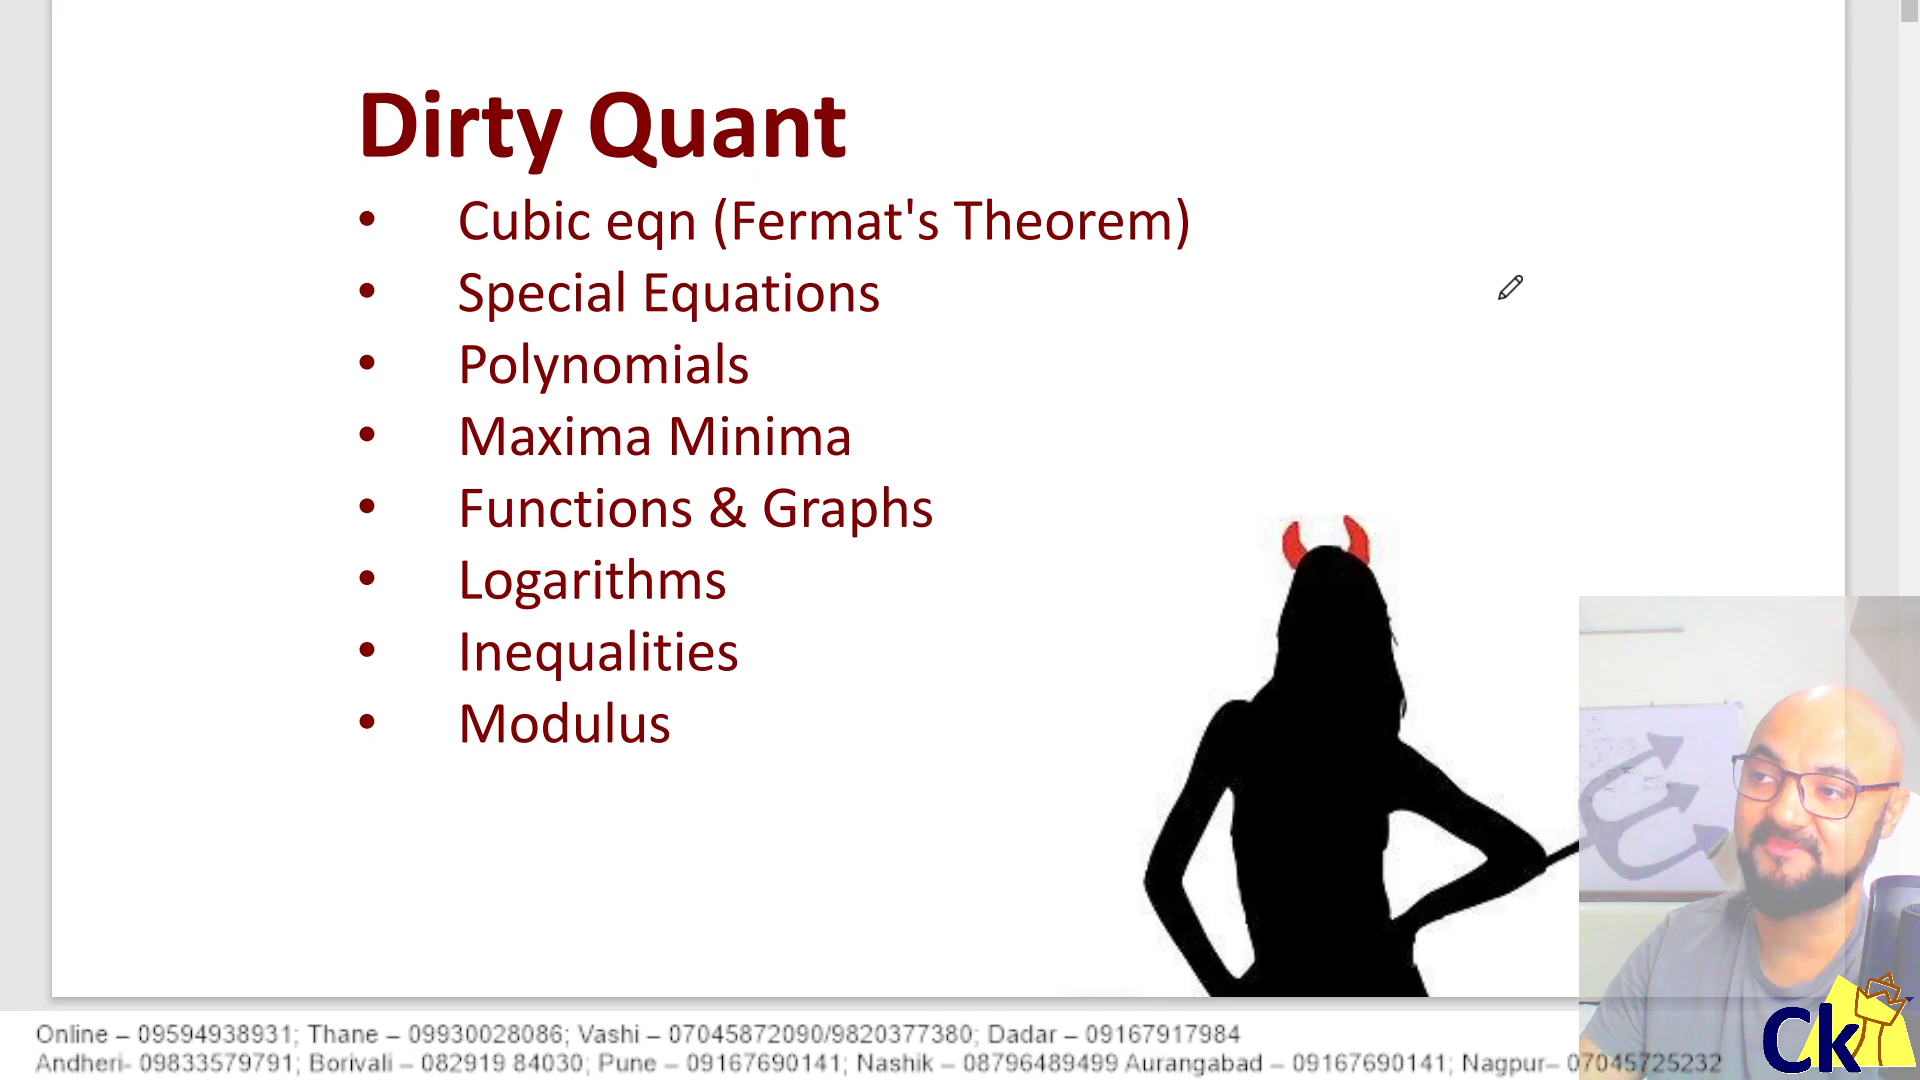 Dirty Quant
• Cubic eqn (Fermat's Theorem)
• Special Equations
• Polynomials
• Maxima Minima
• Functions & Graphs
• Logarithms
• Inequalities
• Modulus
Online – 09594938931; Thane – 09930028086; Vashi – 07045872090/9820377380; Dadar – 09167917984
Andheri- 09833579791; Borivali – 082919 84030; Pune – 09167690141; Nashik – 08796489499 Aurangabad – 09167690141; Nagpur– 07045725232
Ck